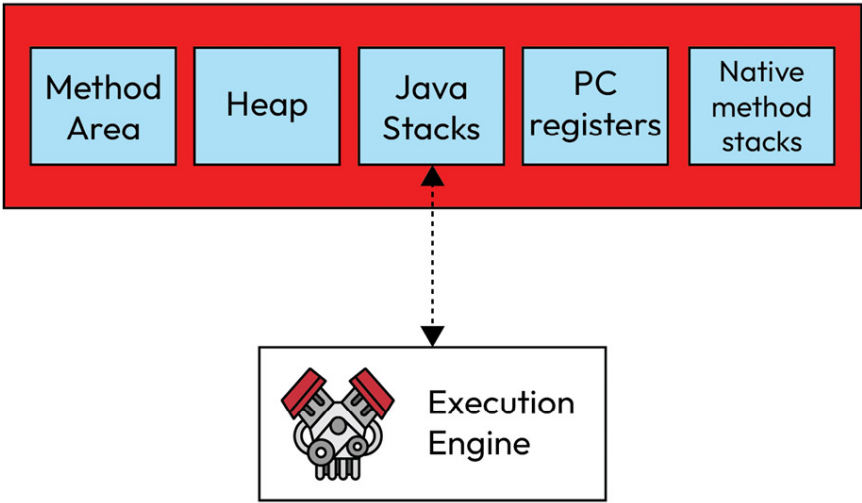 Method
Area
Heap
Java
Stacks
PC
registers
Native
method
stacks
Execution
Engine